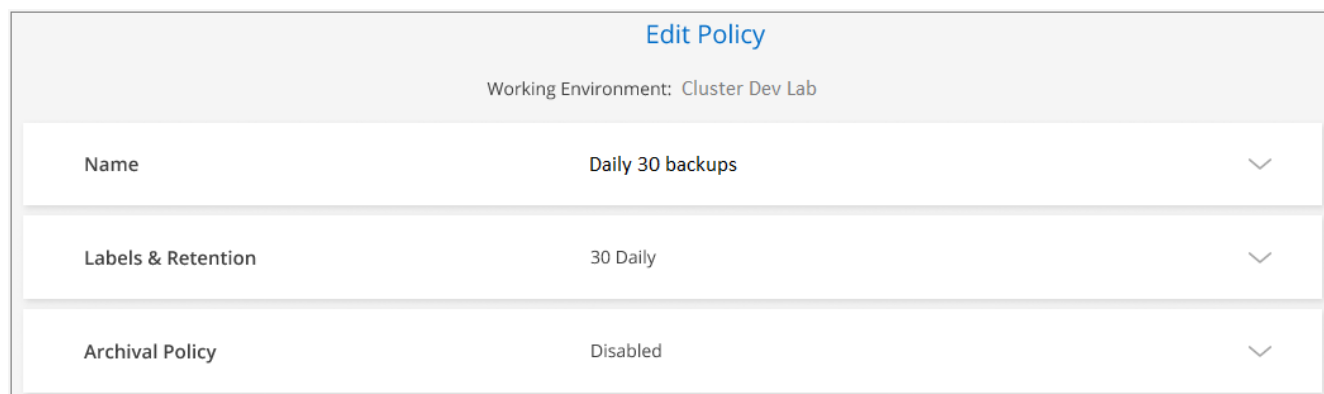 Edit Policy
Working Environment: Cluster Dev Lab
Name Daily 30 backups
Labels & Retention 30 Daily
Archival Policy Disabled